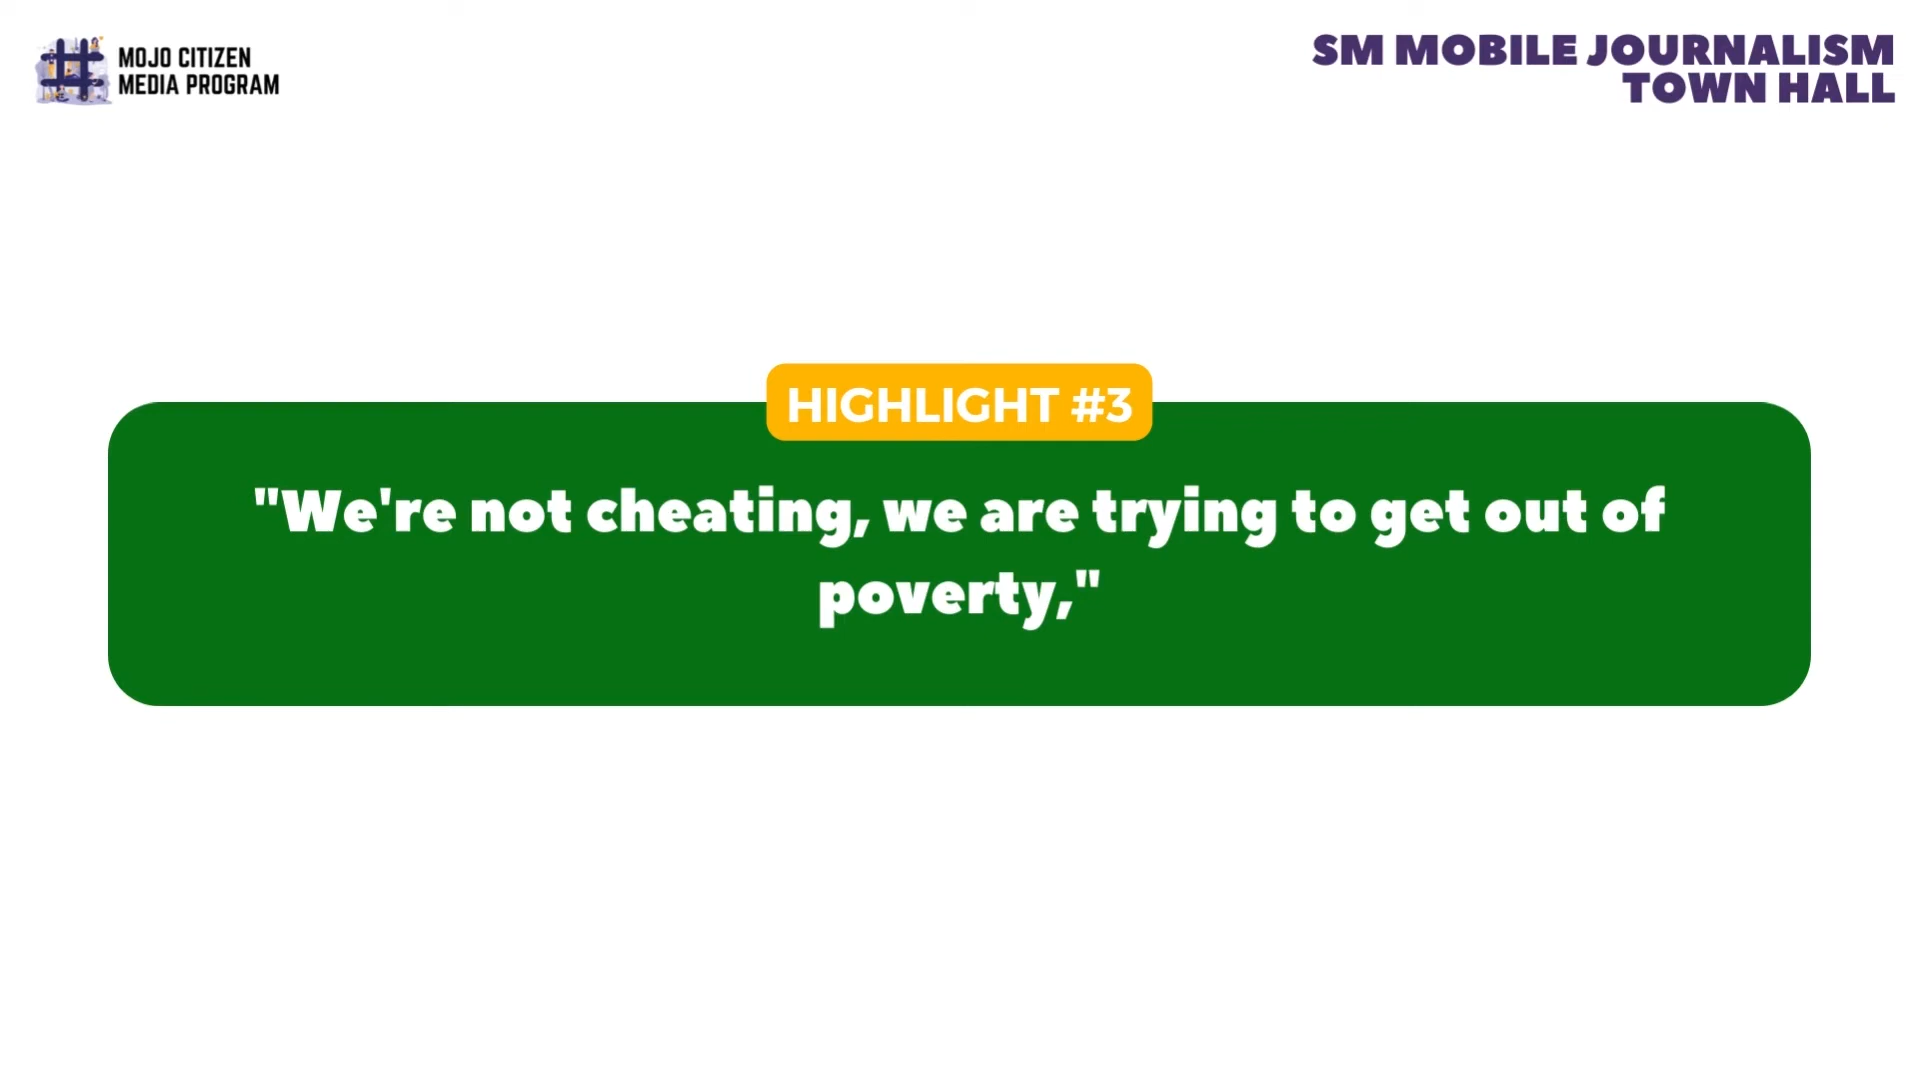 MOJO CITIZEN
MEDIA PROGRAM
SM MOBILE JOURNALISM
TOWN HALL
HIGHLIGHT #3
"We're not cheating, we are trying to get out of
poverty,"